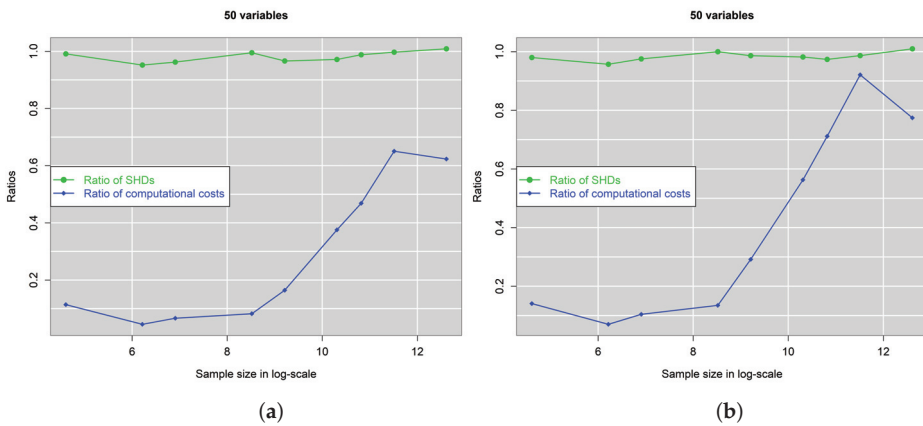 50 variables
Ratios
1.0
0.8
0.6
0.4
0.2
Ratio of SHDs
Ratio of computational costs
6 8 10 12
Sample size in log-scale
(a)
50 variables
Ratios
1.0
0.8
0.6
0.4
0.2
Ratio of SHDs
Ratio of computational costs
6 8 10 12
Sample size in log-scale
(b)